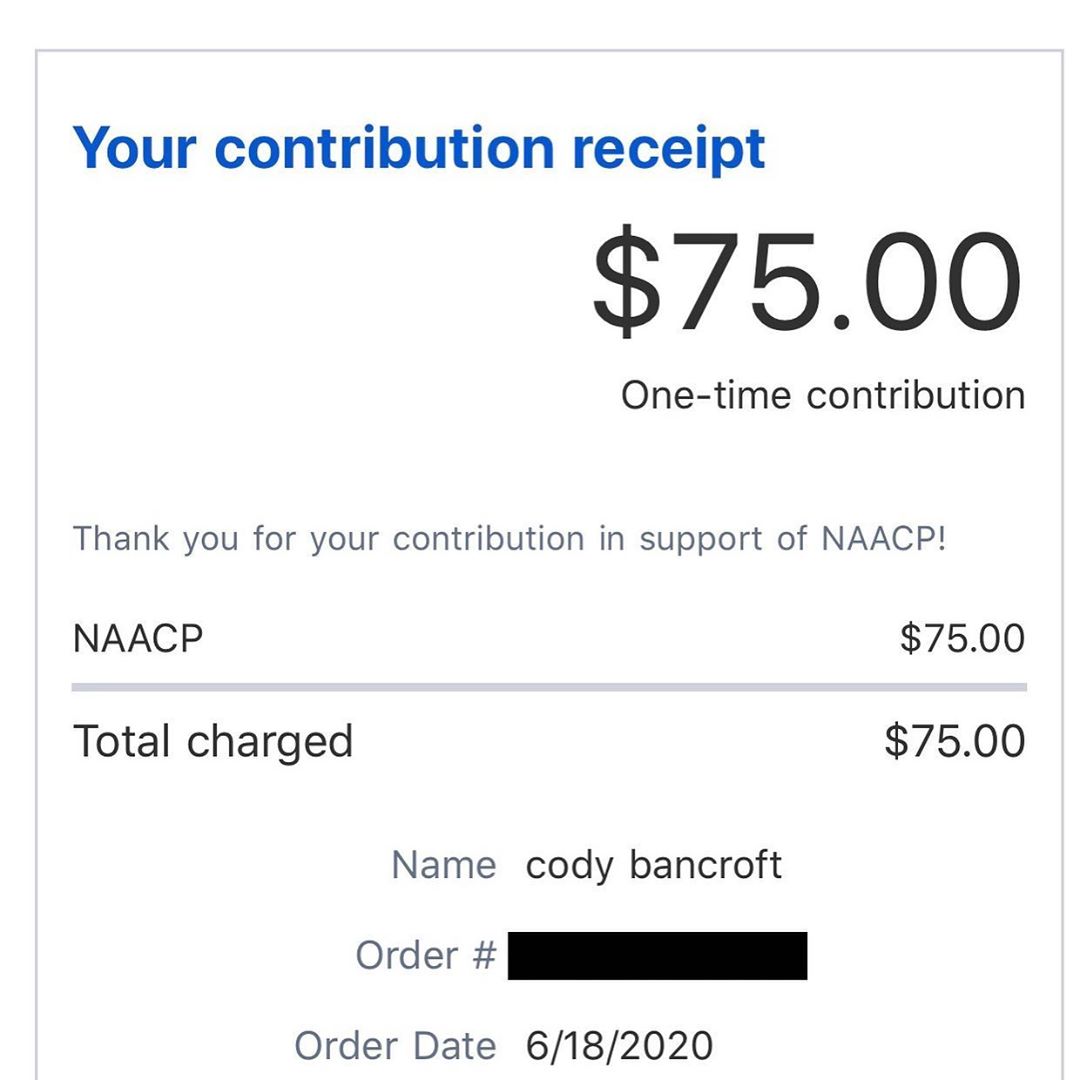 Your contribution receipt
$75.00
One-time contribution
Thank you for your contribution in support of NAACP!
NAACP $75.00
Total charged $75.00
Name cody bancroft
Order #
Order Date 6/18/2020